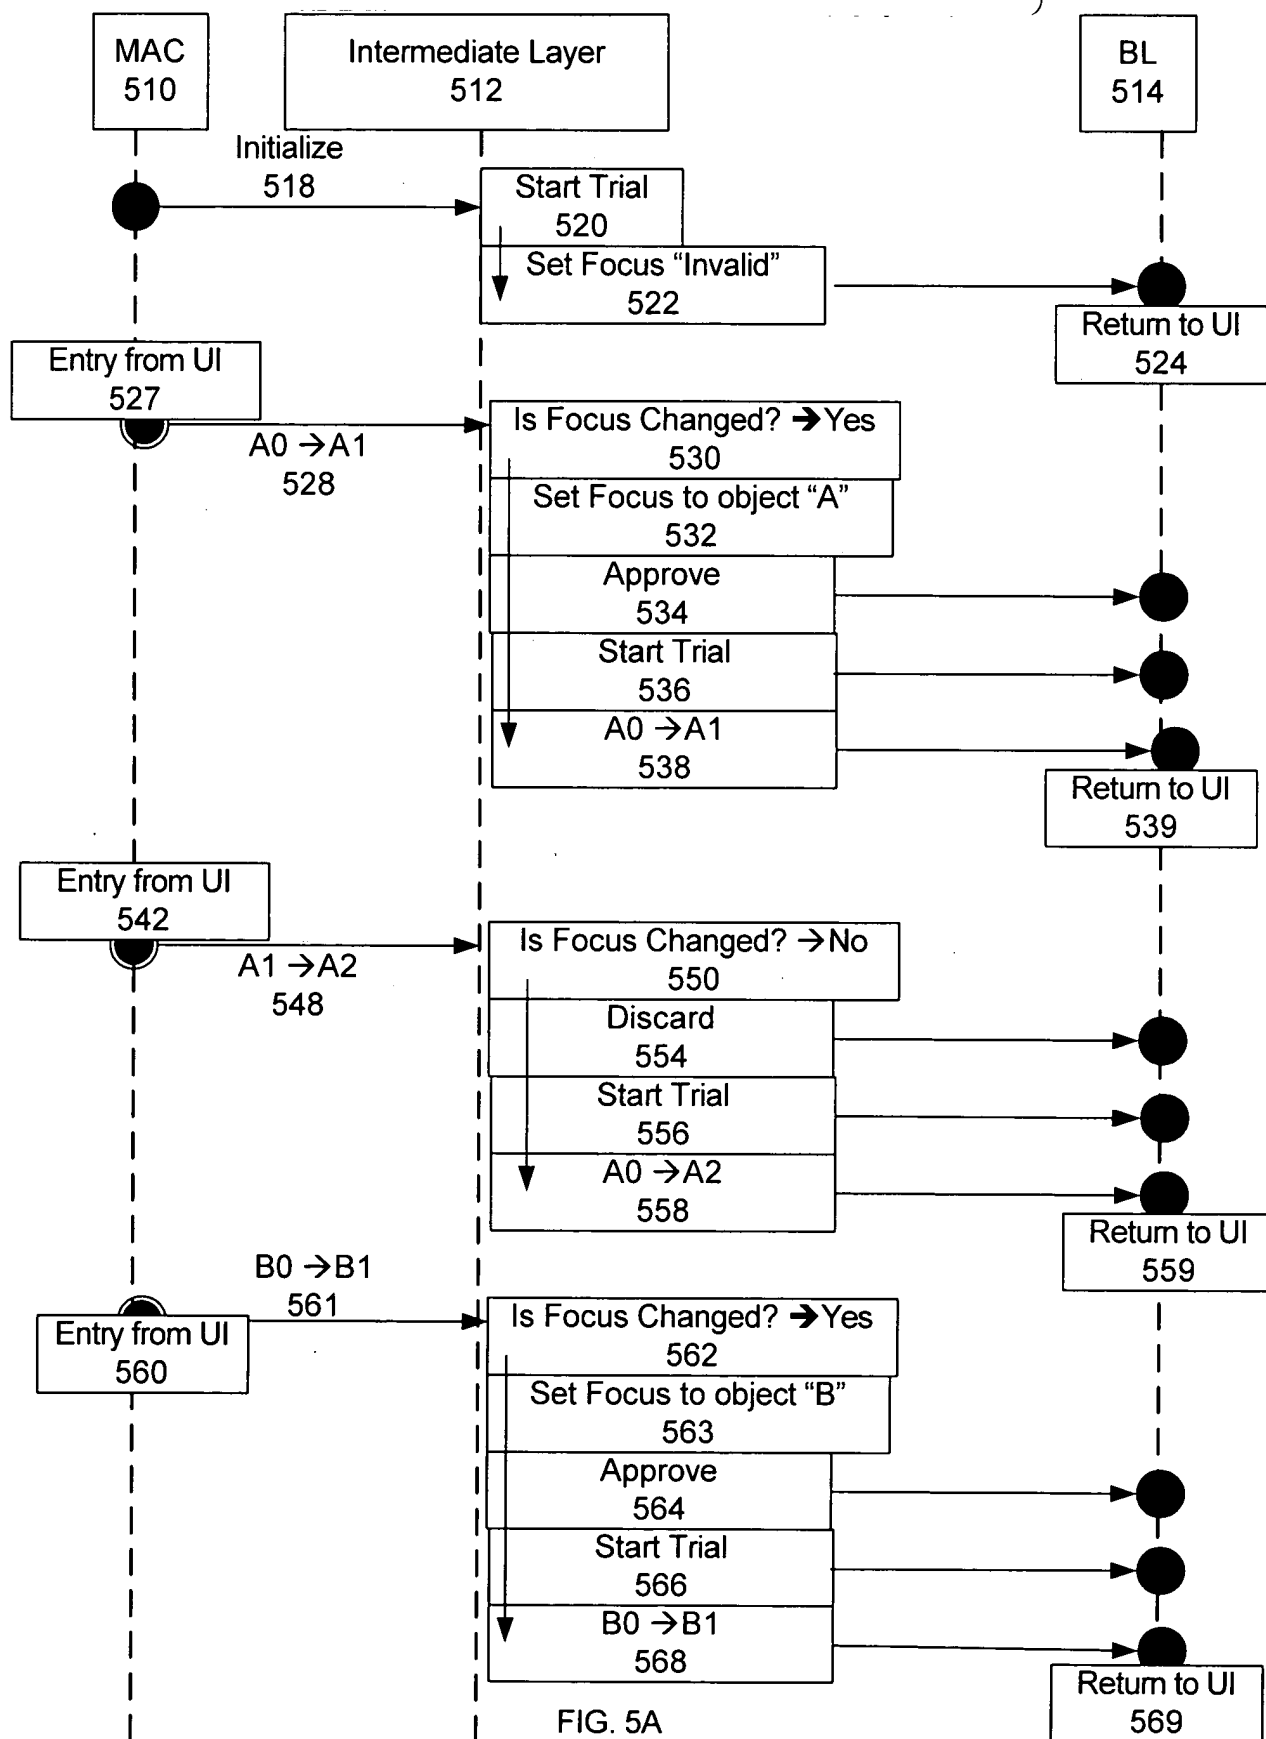 MAC
510
Intermediate Layer
512
BL
514
Initialize
518
Start Trial
520
Set Focus “Invalid”
522
Return to UI
524
Entry from UI
527
A0 →A1
528
Is Focus Changed? →Yes
530
Set Focus to object “A”
532
Approve
534
Start Trial
536
A0 →A1
538
Return to UI
539
Entry from UI
542
A1 →A2
548
Is Focus Changed? →No
550
Discard
554
Start Trial
556
A0 →A2
558
Return to UI
559
B0 →B1
561
Entry from UI
560
Is Focus Changed? →Yes
562
Set Focus to object “B”
563
Approve
564
Start Trial
566
B0 →B1
568
Return to UI
569
FIG. 5A